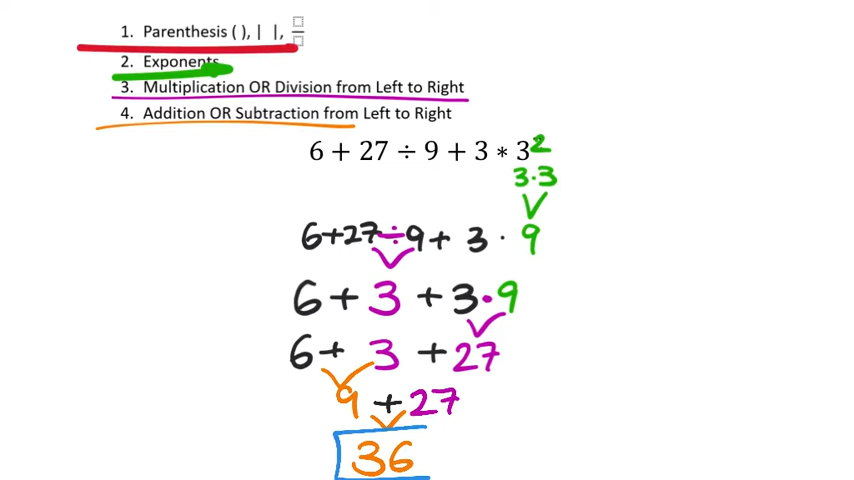 1. Parenthesis ( ), | |, □/□
2. Exponents
3. Multiplication OR Division from Left to Right
4. Addition OR Subtraction from Left to Right
6 + 27 ÷ 9 + 3 ∗ 3²
3·3
6+27÷9+ 3 · 9
6 + 3 + 3·9
6 + 3 + 27
9 + 27
36